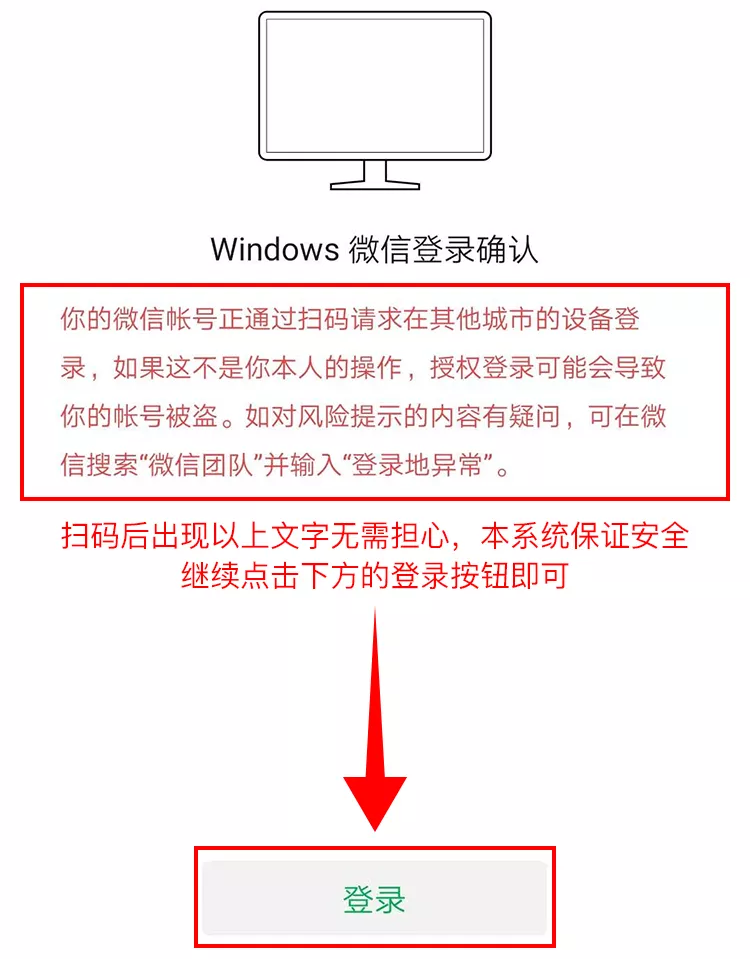 Windows 微信登录确认
你的微信帐号正通过扫码请求在其他城市的设备登
录，如果这不是你本人的操作，授权登录可能会导致
你的帐号被盗。如对风险提示的内容有疑问，可在微
信搜索“微信团队”并输入“登录地异常”。
扫码后出现以上文字无需担心，本系统保证安全
继续点击下方的登录按钮即可
登录